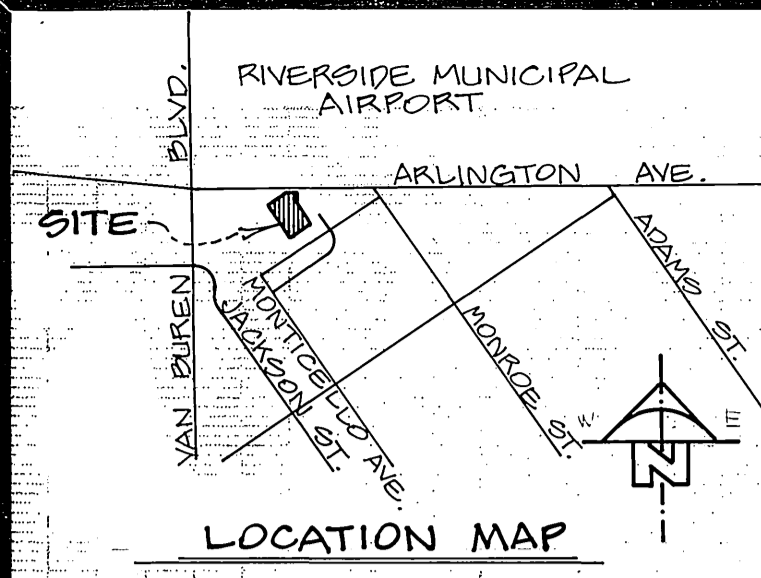 RIVERSIDE MUNICIPAL
AIRPORT
BLVD.
ARLINGTON AVE.
SITE
ADAMS ST.
VAN BUREN
MONTICELLO AVE.
JACKSON ST.
MONROE ST.
W
E
N
LOCATION MAP